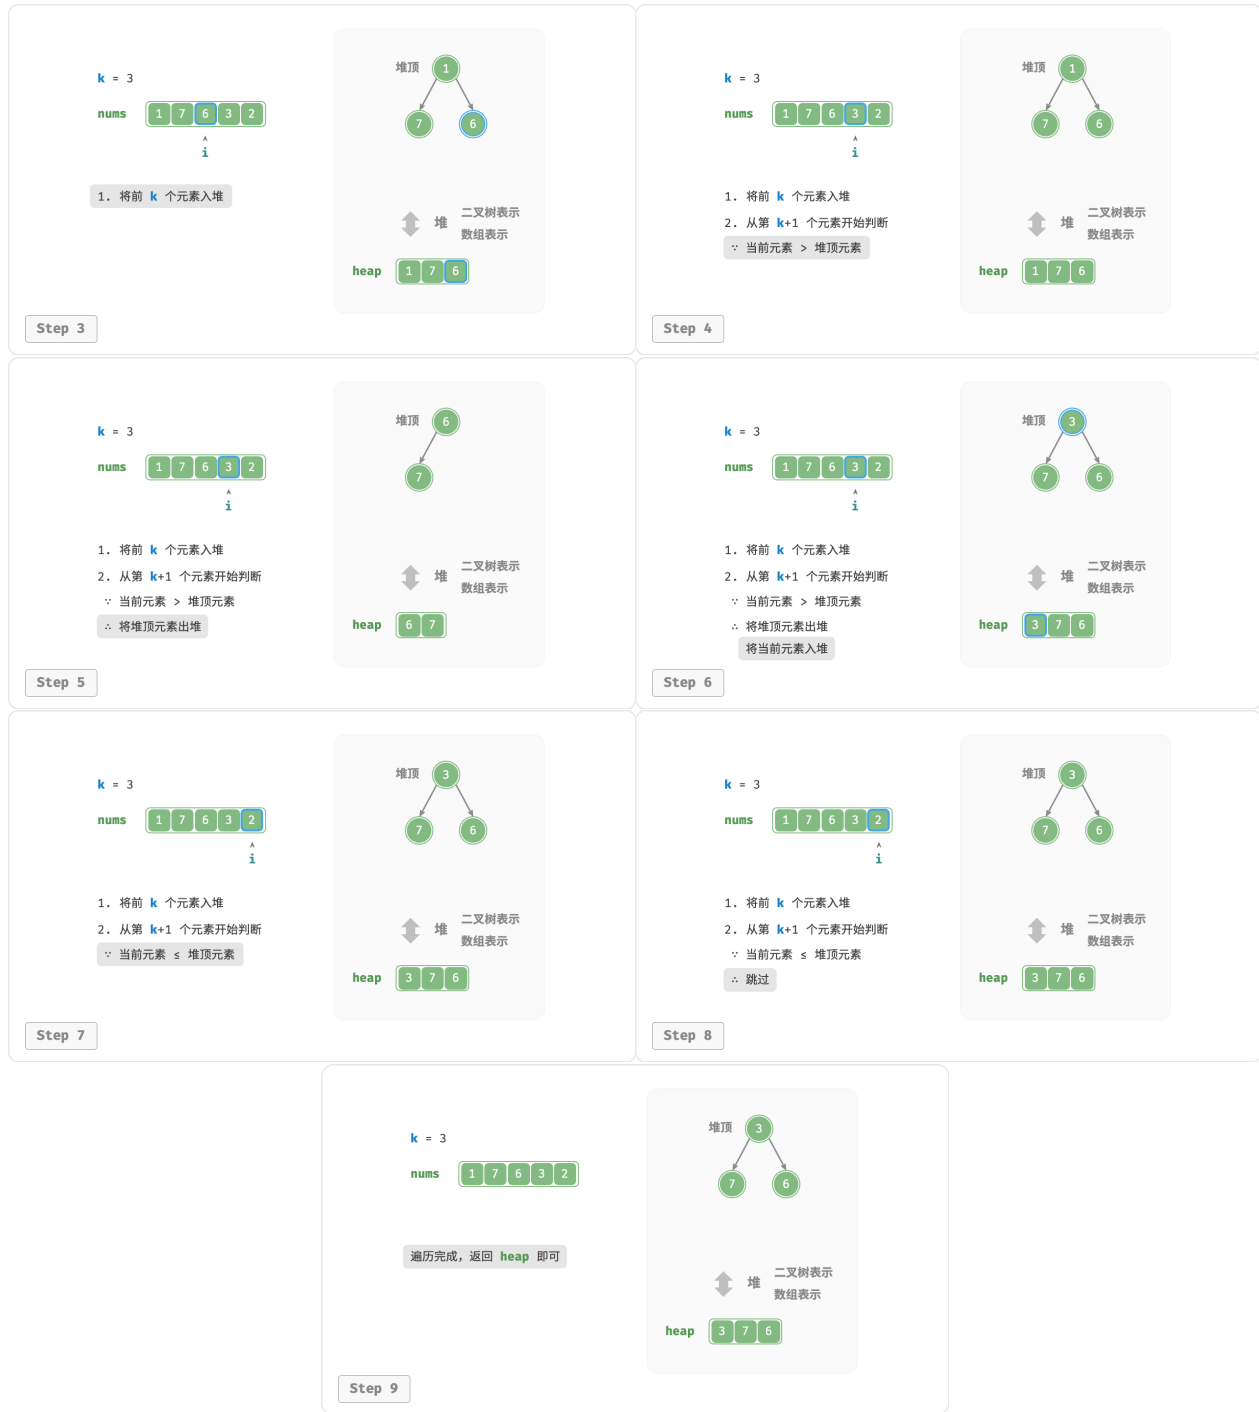 k = 3
nums 1 7 6 3 2
i
1. 将前 k 个元素入堆
堆顶 1
7 6
堆 二叉树表示
数组表示
heap 1 7 6
Step 3
k = 3
nums 1 7 6 3 2
i
1. 将前 k 个元素入堆
2. 从第 k+1 个元素开始判断
∵ 当前元素 > 堆顶元素
堆顶 1
7 6
堆 二叉树表示
数组表示
heap 1 7 6
Step 4
k = 3
nums 1 7 6 3 2
i
1. 将前 k 个元素入堆
2. 从第 k+1 个元素开始判断
∵ 当前元素 > 堆顶元素
∴ 将堆顶元素出堆
堆顶 6
7
堆 二叉树表示
数组表示
heap 6 7
Step 5
k = 3
nums 1 7 6 3 2
i
1. 将前 k 个元素入堆
2. 从第 k+1 个元素开始判断
∵ 当前元素 > 堆顶元素
∴ 将堆顶元素出堆
将当前元素入堆
堆顶 3
7 6
堆 二叉树表示
数组表示
heap 3 7 6
Step 6
k = 3
nums 1 7 6 3 2
i
1. 将前 k 个元素入堆
2. 从第 k+1 个元素开始判断
∵ 当前元素 ≤ 堆顶元素
堆顶 3
7 6
堆 二叉树表示
数组表示
heap 3 7 6
Step 7
k = 3
nums 1 7 6 3 2
i
1. 将前 k 个元素入堆
2. 从第 k+1 个元素开始判断
∵ 当前元素 ≤ 堆顶元素
∴ 跳过
堆顶 3
7 6
堆 二叉树表示
数组表示
heap 3 7 6
Step 8
k = 3
nums 1 7 6 3 2
遍历完成，返回 heap 即可
堆顶 3
7 6
堆 二叉树表示
数组表示
heap 3 7 6
Step 9